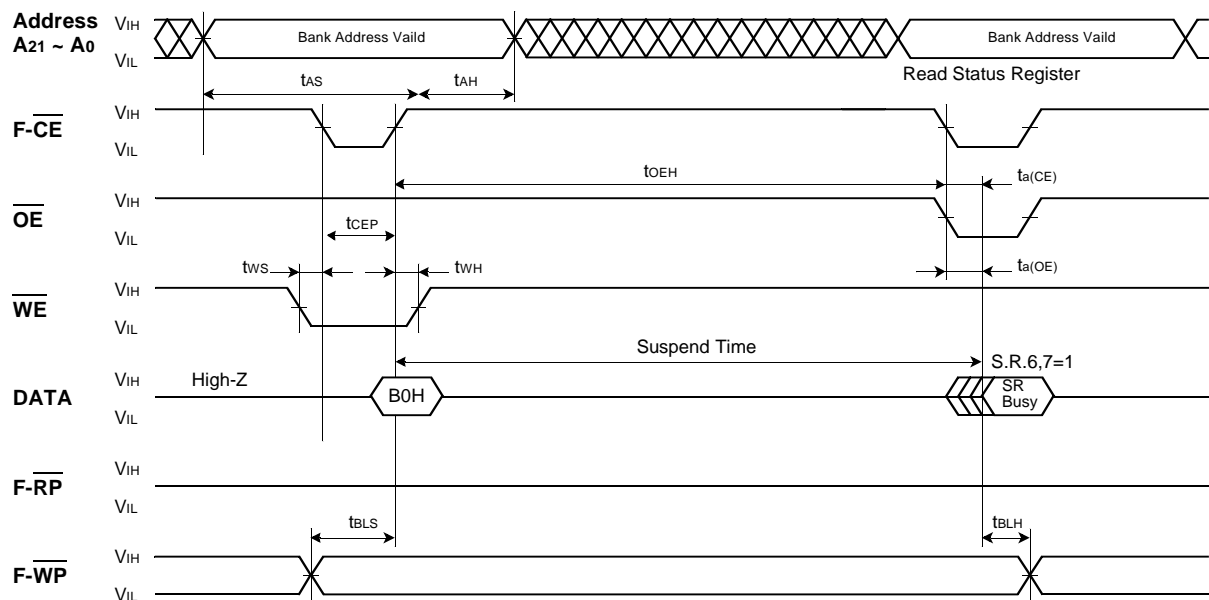 Address
A21 ~ A0
VIH
VIL
Bank Address Vaild
Bank Address Vaild
Read Status Register
tAS
tAH
F-CE
VIH
VIL
tOEH
ta(CE)
OE
VIH
VIL
tCEP
tWS
tWH
ta(OE)
WE
VIH
VIL
Suspend Time
S.R.6,7=1
DATA
VIH
VIL
High-Z
B0H
SR
Busy
F-RP
VIH
VIL
tBLS
tBLH
F-WP
VIH
VIL